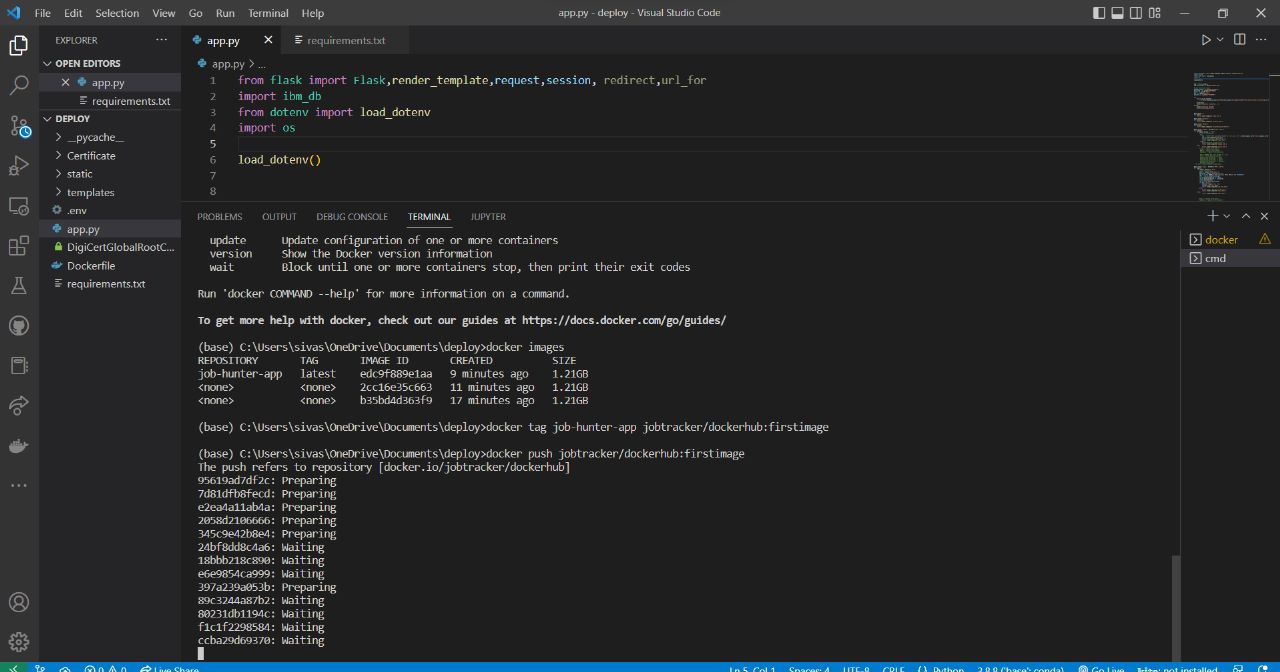 File Edit Selection View Go Run Terminal Help
app.py - deploy - Visual Studio Code
EXPLORER
OPEN EDITORS
app.py
requirements.txt
DEPLOY
__pycache__
Certificate
static
templates
.env
app.py
DigiCertGlobalRootC...
Dockerfile
requirements.txt
app.py
requirements.txt
app.py > ...
1 from flask import Flask,render_template,request,session, redirect,url_for
2 import ibm_db
3 from dotenv import load_dotenv
4 import os
5
6 load_dotenv()
7
8
PROBLEMS OUTPUT DEBUG CONSOLE TERMINAL JUPYTER
docker
cmd
update Update configuration of one or more containers
version Show the Docker version information
wait Block until one or more containers stop, then print their exit codes
Run 'docker COMMAND --help' for more information on a command.
To get more help with docker, check out our guides at https://docs.docker.com/go/guides/
(base) C:\Users\sivas\OneDrive\Documents\deploy>docker images
REPOSITORY TAG IMAGE ID CREATED SIZE
job-hunter-app latest edc9f889e1aa 9 minutes ago 1.21GB
<none> <none> 2cc16e35c663 11 minutes ago 1.21GB
<none> <none> b35bd4d363f9 17 minutes ago 1.21GB
(base) C:\Users\sivas\OneDrive\Documents\deploy>docker tag job-hunter-app jobtracker/dockerhub:firstimage
(base) C:\Users\sivas\OneDrive\Documents\deploy>docker push jobtracker/dockerhub:firstimage
The push refers to repository [docker.io/jobtracker/dockerhub]
95619ad7df2c: Preparing
7d81dfb8fecd: Preparing
e2ea4a11ab4a: Preparing
2058d2106666: Preparing
345c9e42b8e4: Preparing
24bf8dd8c4a6: Waiting
18bbb218c890: Waiting
e6e9854ca999: Waiting
397a239a053b: Preparing
89c3244a87b2: Waiting
80231db1194c: Waiting
f1c1f2298584: Waiting
ccba29d69370: Waiting
0 0 Live Share
Ln 5, Col 1 Spaces: 4 UTF-8 CRLF Python 3.8.8 ('base': conda) Go Live not installed